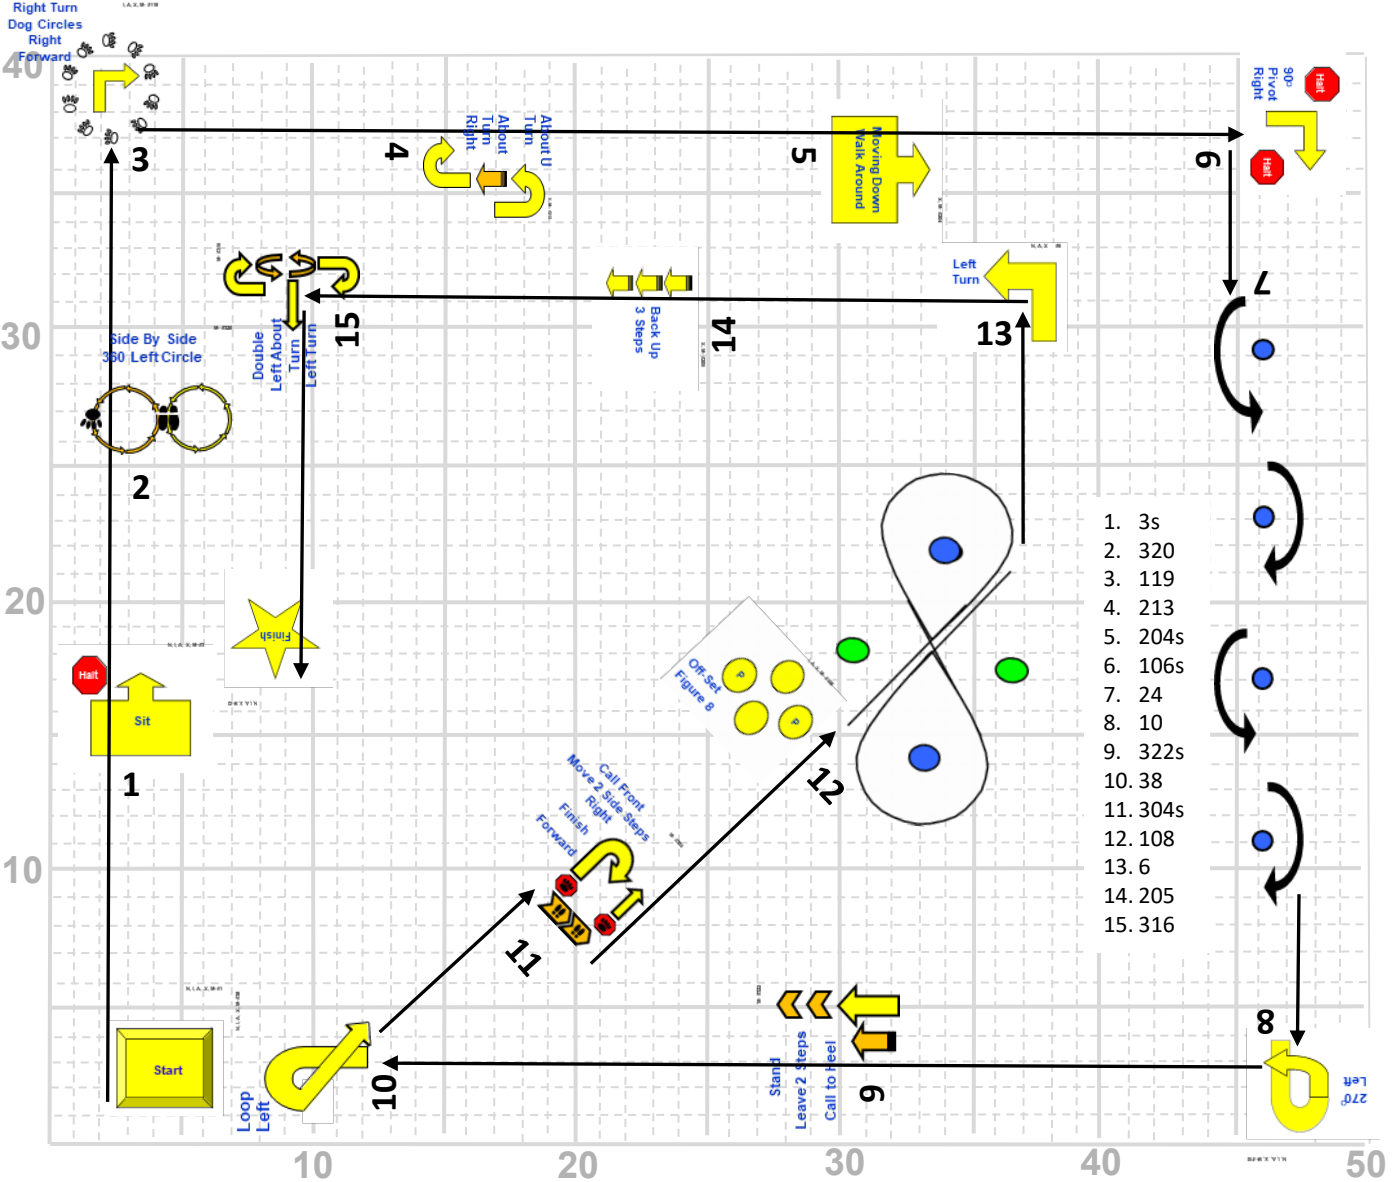 Right Turn
Dog Circles
Right
Forward
40
3
4
About U
Turn
About
Turn
Right
5
Moving Down
Walk Around
90º
Pivot
Right
Halt
Halt
6
7
Left
Turn
13
Back Up
3 Steps
14
15
Double
Left About
Turn
Left Turn
30
Side By Side
360 Left Circle
2
20
Halt
Sit
1
Finish
Off-Set
Figure 8
P
P
12
Call Front
Move 2 Side Steps
Right
Finish
Forward
11
1. 3s
2. 320
3. 119
4. 213
5. 204s
6. 106s
7. 24
8. 10
9. 322s
10. 38
11. 304s
12. 108
13. 6
14. 205
15. 316
10
Start
Loop
Left
10
Stand
Leave 2 Steps
Call to Heel
9
8
270º
Left
10
20
30
40
50